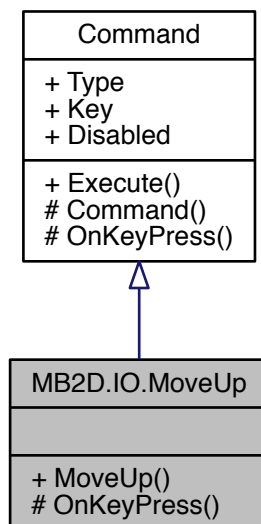 Command
+ Type
+ Key
+ Disabled
+ Execute()
# Command()
# OnKeyPress()
MB2D.IO.MoveUp
+ MoveUp()
# OnKeyPress()